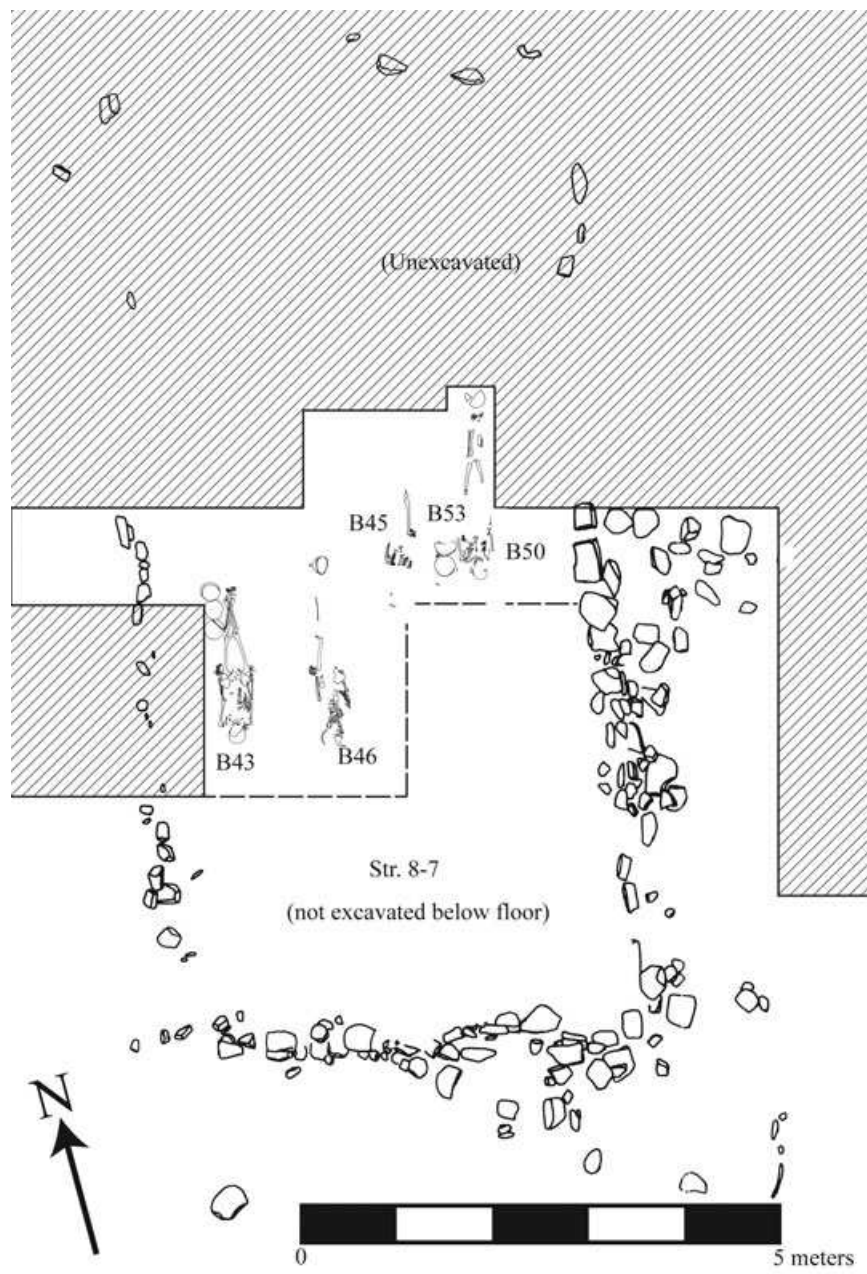 (Unexcavated)
B45
B53
B50
B43
B46
Str. 8-7
(not excavated below floor)
N
0
5 meters